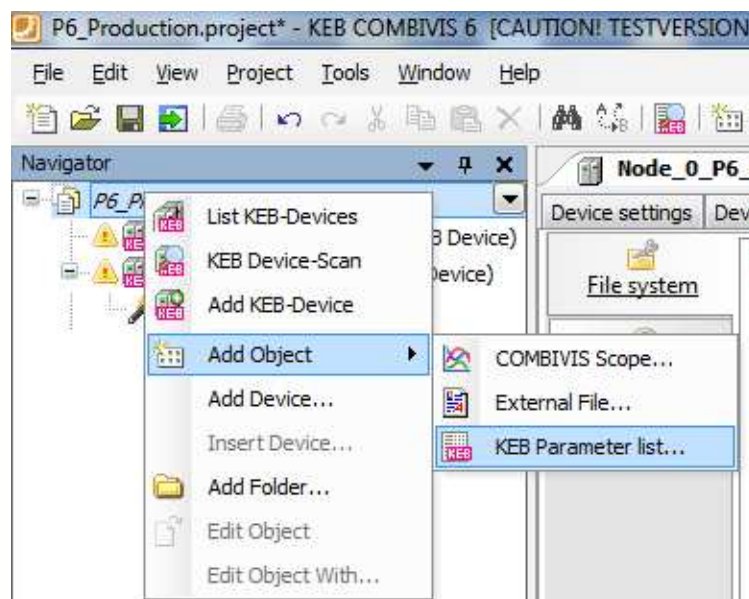 P6_Production.project* - KEB COMBIVIS 6 [CAUTION! TESTVERSION
File Edit View Project Tools Window Help
Navigator
Node_0_P6_
P6_P
Device settings Dev
List KEB-Devices
B Device)
KEB Device-Scan
Device)
File system
Add KEB-Device
Add Object
COMBIVIS Scope...
Add Device...
External File...
Insert Device...
KEB Parameter list...
Add Folder...
Edit Object
Edit Object With...